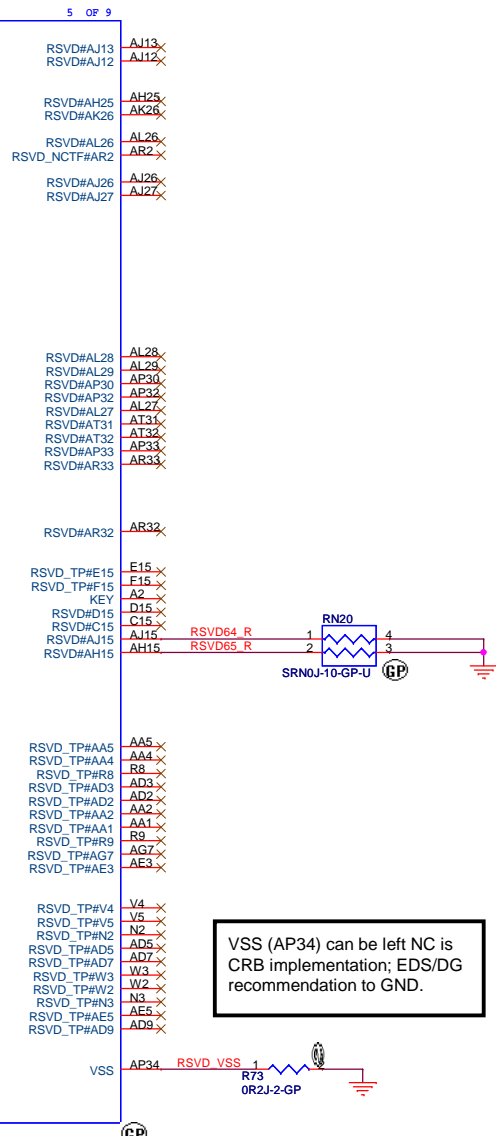 5 OF 9
RSVD#AJ13 AJ13
RSVD#AJ12 AJ12
RSVD#AH25 AH25
RSVD#AK26 AK26
RSVD#AL26 AL26
RSVD_NCTF#AR2 AR2
RSVD#AJ26 AJ26
RSVD#AJ27 AJ27
RSVD#AL28 AL28
RSVD#AL29 AL29
RSVD#AP30 AP30
RSVD#AP32 AP32
RSVD#AL27 AL27
RSVD#AT31 AT31
RSVD#AT32 AT32
RSVD#AP33 AP33
RSVD#AR33 AR33
RSVD#AR32 AR32
RSVD_TP#E15 E15
RSVD_TP#F15 F15
KEY A2
RSVD#D15 D15
RSVD#C15 C15
RN20
RSVD#AJ15 AJ15 RSVD64_R 1 4
RSVD#AH15 AH15 RSVD65_R 2 3
SRN0J-10-GP-U GP
RSVD_TP#AA5 AA5
RSVD_TP#AA4 AA4
RSVD_TP#R8 R8
RSVD_TP#AD3 AD3
RSVD_TP#AD2 AD2
RSVD_TP#AA2 AA2
RSVD_TP#AA1 AA1
RSVD_TP#R9 R9
RSVD_TP#AG7 AG7
RSVD_TP#AE3 AE3
RSVD_TP#V4 V4
RSVD_TP#V5 V5
RSVD_TP#N2 N2
RSVD_TP#AD5 AD5
RSVD_TP#AD7 AD7
RSVD_TP#W3 W3
RSVD_TP#W2 W2
RSVD_TP#N3 N3
RSVD_TP#AE5 AE5
RSVD_TP#AD9 AD9
VSS (AP34) can be left NC is
CRB implementation; EDS/DG
recommendation to GND.
VSS AP34 RSVD_VSS 1 2
R73
0R2J-2-GP
GP